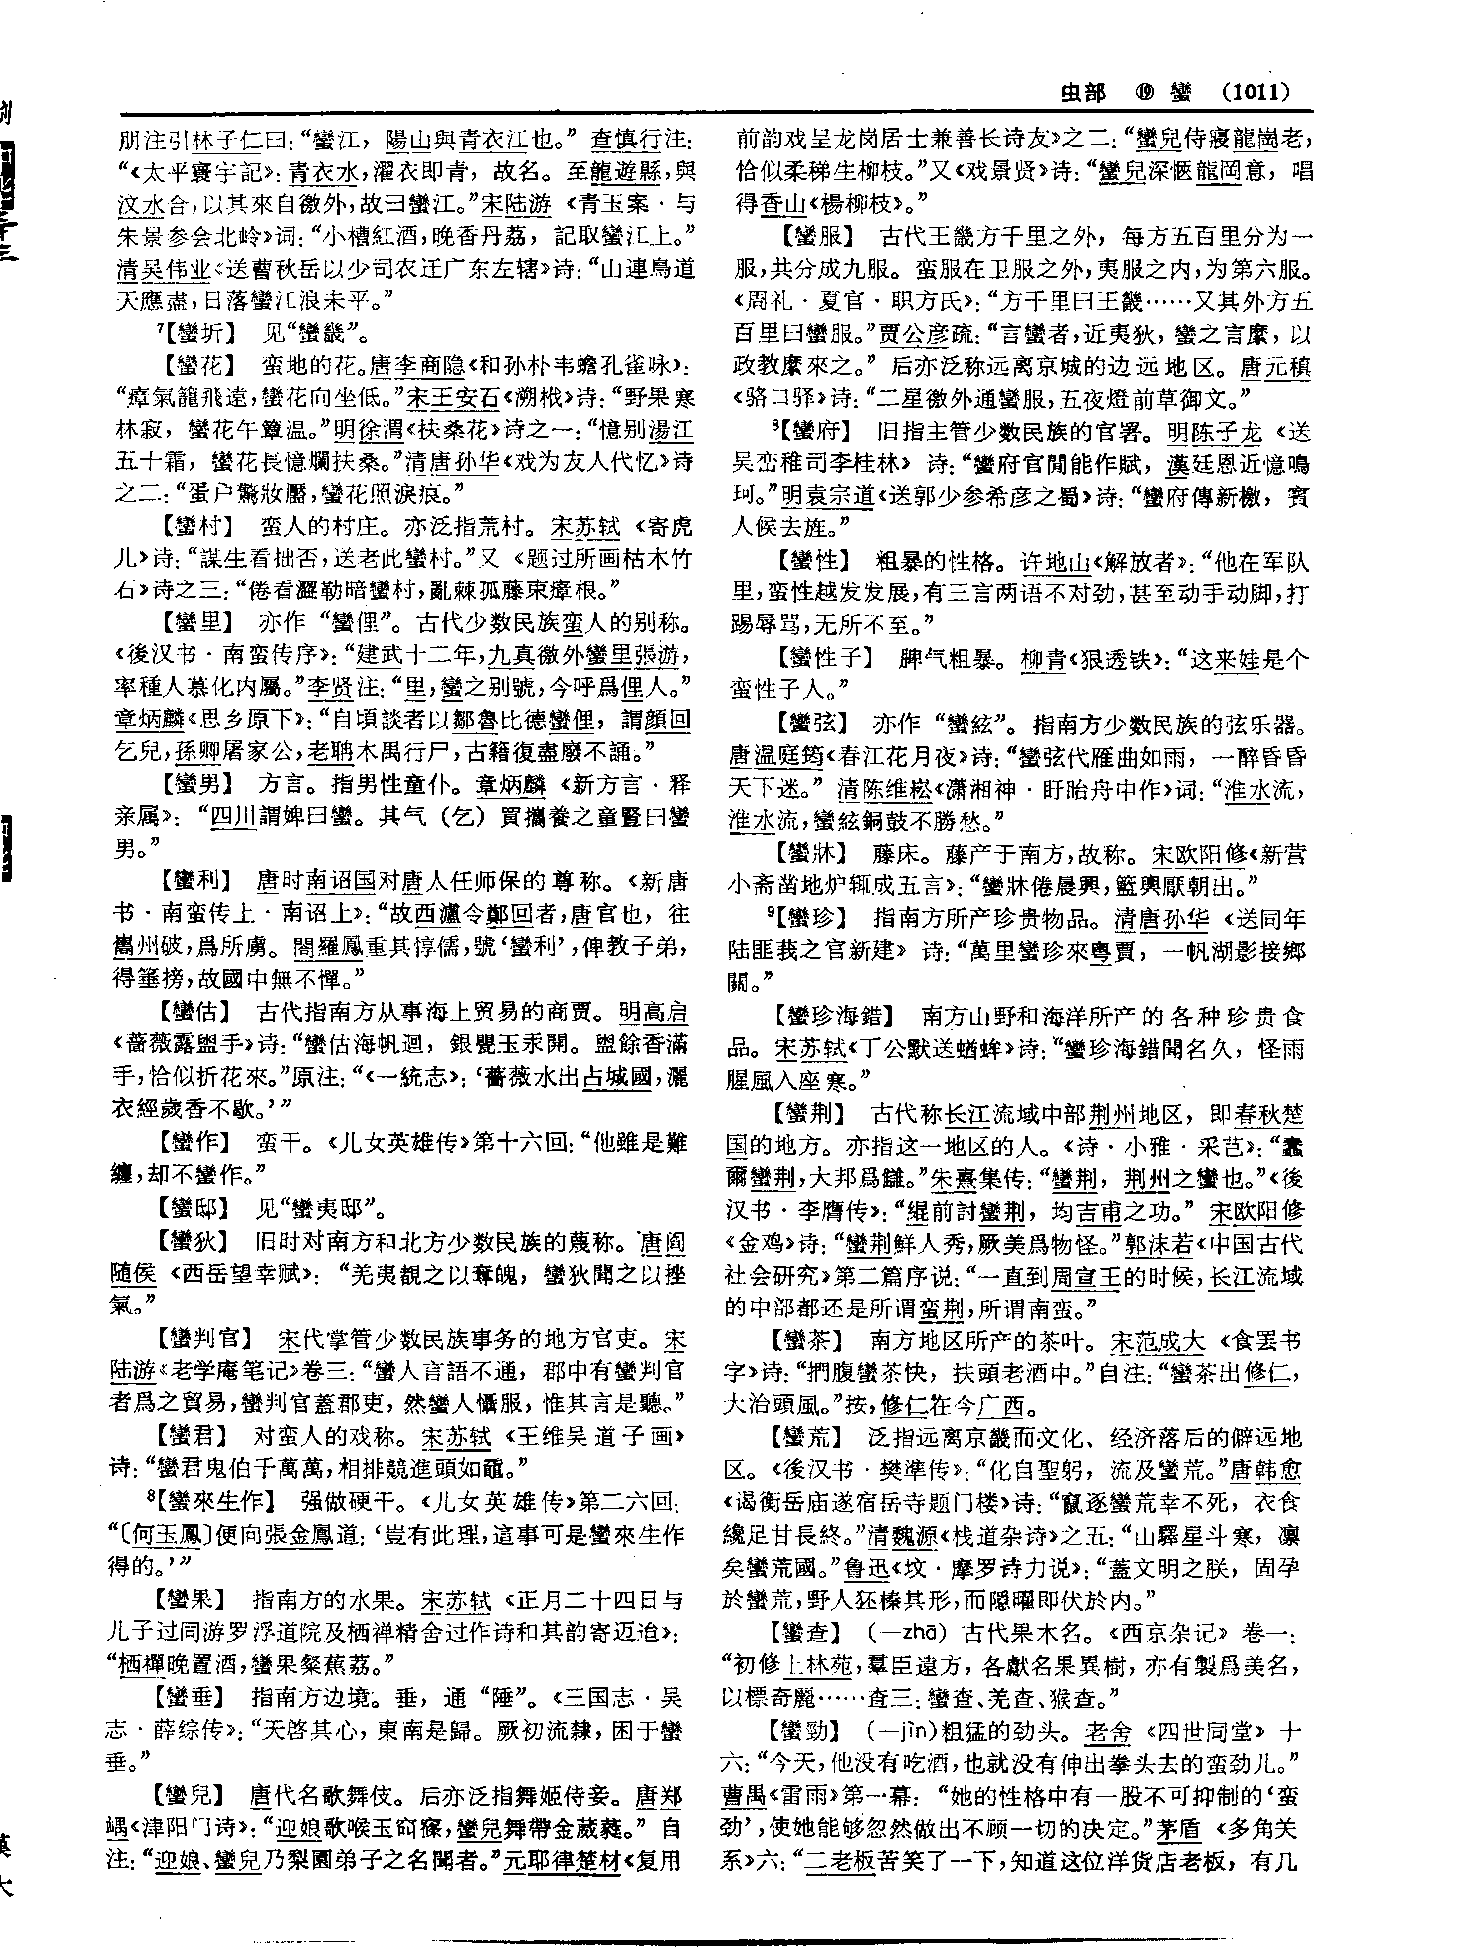 虫部　⑲　蠻　(1011)
朋注引林子仁曰:“蠻江，陽山與青衣江也。”查慎行注:
“《太平寰宇記》:青衣水,濯衣即青，故名。至龍遊縣,與
汶水合,以其來自徼外,故曰蠻江。”宋陆游《青玉案·与
朱景参会北岭》词:“小槽紅酒,晚香丹荔，記取蠻江上。”
清吴伟业《送曹秋岳以少司农迁广东左辖》诗:“山連鳥道
天應盡,日落蠻江浪未平。”
7【蠻圻】　见“蠻畿”。
【蠻花】　蛮地的花。唐李商隐《和孙朴韦蟾孔雀咏》:
“瘴氣籠飛遠,蠻花向坐低。”宋王安石《溯栰》诗:“野果寒
林寂，蠻花午簟温。”明徐渭《扶桑花》诗之一:“憶别湯江
五十霜，蠻花長憶爛扶桑。”清唐孙华《戏为友人代忆》诗
之二:“蛋户驚妝靨,蠻花照淚痕。”
【蠻村】　蛮人的村庄。亦泛指荒村。宋苏轼《寄虎
儿》诗:“謀生看拙否,送老此蠻村。”又《题过所画枯木竹
石》诗之三:“倦看澀勒暗蠻村,亂棘孤藤束瘴根。”
【蠻里】　亦作“蠻俚”。古代少数民族蛮人的别称。
《後汉书·南蛮传序》:“建武十二年,九真徼外蠻里張游,
率種人慕化内屬。”李贤注:“里,蠻之别號,今呼爲俚人。”
章炳麟《思乡原下》:“自頃談者以鄒魯比德蠻俚，謂顔回
乞兒,孫卿屠家公,老聃木禺行尸,古籍復盡廢不誦。”
【蠻男】　方言。指男性童仆。章炳麟《新方言·释
亲属》:“四川謂婢曰蠻。其气（乞）買攜養之童豎曰蠻
男。”
【蠻利】　唐时南诏国对唐人任师保的尊称。《新唐
书·南蛮传上·南诏上》:“故西瀘令鄭回者,唐官也，往
巂州破,爲所虜。閤羅鳳重其惇儒,號‘蠻利’,俾教子弟,
得箠搒,故國中無不憚。”
【蠻估】　古代指南方从事海上贸易的商贾。明高启
《蔷薇露盥手》诗:“蠻估海帆迴，銀甖玉汞開。盥餘香滿
手,恰似折花來。”原注:“《一統志》:‘薔薇水出占城國,灑
衣經歲香不歇。’”
【蠻作】　蛮干。《儿女英雄传》第十六回:“他雖是難
纏,却不蠻作。”
【蠻邸】　见“蠻夷邸”。
【蠻狄】　旧时对南方和北方少数民族的蔑称。唐阎
随侯《西岳望幸赋》:“羌夷覩之以奪魄，蠻狄聞之以挫
氣。”
【蠻判官】　宋代掌管少数民族事务的地方官吏。宋
陆游《老学庵笔记》卷三:“蠻人言語不通，郡中有蠻判官
者爲之貿易,蠻判官蓋郡吏，然蠻人懾服，惟其言是聽。”
【蠻君】　对蛮人的戏称。宋苏轼《王维吴道子画》
诗:“蠻君鬼伯千萬萬,相排競進頭如黿。”
8【蠻來生作】　强做硬干。《儿女英雄传》第二六回:
“〔何玉鳳〕便向張金鳳道:‘豈有此理,這事可是蠻來生作
得的。’”
【蠻果】　指南方的水果。宋苏轼《正月二十四日与
儿子过同游罗浮道院及栖禅精舍过作诗和其韵寄迈迨》:
“栖禪晚置酒,蠻果粲蕉荔。”
【蠻垂】　指南方边境。垂，通“陲”。《三国志·吴
志·薛综传》:“天啓其心，東南是歸。厥初流隸，困于蠻
垂。”
【蠻兒】　唐代名歌舞伎。后亦泛指舞姬侍妾。唐郑
嵎《津阳门诗》:“迎娘歌喉玉窈窱,蠻兒舞帶金葳蕤。”自
注:“迎娘、蠻兒乃梨園弟子之名聞者。”元耶律楚材《复用
前韵戏呈龙岗居士兼善长诗友》之二:“蠻兒侍寢龍崗老,
恰似柔稊生柳枝。”又《戏景贤》诗:“蠻兒深愜龍岡意，唱
得香山《楊柳枝》。”
【蠻服】　古代王畿方千里之外，每方五百里分为一
服,共分成九服。蛮服在卫服之外,夷服之内,为第六服。
《周礼·夏官·职方氏》:“方千里曰王畿……又其外方五
百里曰蠻服。”贾公彦疏:“言蠻者,近夷狄，蠻之言縻，以
政教縻來之。”后亦泛称远离京城的边远地区。唐元稹
《骆口驿》诗:“二星徼外通蠻服,五夜燈前草御文。”
【蠻府】　旧指主管少数民族的官署。明陈子龙《送
吴峦稚司李桂林》诗:“蠻府官閒能作賦，漢廷恩近憶鳴
珂。”明袁宗道《送郭少参希彦之蜀》诗:“蠻府傳新檄，賓
人候去旌。”
【蠻性】　粗暴的性格。许地山《解放者》:“他在军队
里,蛮性越发发展,有三言两语不对劲,甚至动手动脚,打
踢辱骂,无所不至。”
【蠻性子】　脾气粗暴。柳青《狠透铁》:“这来娃是个
蛮性子人。”
【蠻弦】　亦作“蠻絃”。指南方少数民族的弦乐器。
唐温庭筠《春江花月夜》诗:“蠻弦代雁曲如雨，一醉昏昏
天下迷。”清陈维崧《潇湘神·盱眙舟中作》词:“淮水流,
淮水流,蠻絃銅鼓不勝愁。”
【蠻牀】　藤床。藤产于南方,故称。宋欧阳修《新营
小斋凿地炉辄成五言》:“蠻牀倦晨興,籃輿厭朝出。”
9【蠻珍】　指南方所产珍贵物品。清唐孙华《送同年
陆匪莪之官新建》诗:“萬里蠻珍來粤賈，一帆湖影接鄉
關。”
【蠻珍海錯】　南方山野和海洋所产的各种珍贵食
品。宋苏轼《丁公默送蝤蛑》诗:“蠻珍海錯聞名久，怪雨
腥風入座寒。”
【蠻荆】　古代称长江流域中部荆州地区，即春秋楚
国的地方。亦指这一地区的人。《诗·小雅·采芑》:“蠢
爾蠻荆,大邦爲讎。”朱熹集传:“蠻荆，荆州之蠻也。”《後
汉书·李膺传》:“緄前討蠻荆，均吉甫之功。”宋欧阳修
《金鸡》诗:“蠻荆鮮人秀,厥美爲物怪。”郭沫若《中国古代
社会研究》第二篇序说:“一直到周宣王的时候,长江流域
的中部都还是所谓蛮荆,所谓南蛮。”
【蠻茶】　南方地区所产的茶叶。宋范成大《食罢书
字》诗:“捫腹蠻茶快，扶頭老酒中。”自注:“蠻茶出修仁,
大治頭風。”按,修仁在今广西。
【蠻荒】　泛指远离京畿而文化、经济落后的僻远地
区。《後汉书·樊準传》:“化自聖躬，流及蠻荒。”唐韩愈
《谒衡岳庙遂宿岳寺题门楼》诗:“竄逐蠻荒幸不死，衣食
纔足甘長終。”清魏源《栈道杂诗》之五:“山驛星斗寒，凛
矣蠻荒國。”鲁迅《坟·摩罗诗力说》:“蓋文明之朕，固孕
於蠻荒,野人狉榛其形,而隱曜即伏於内。”
【蠻查】　(—zhā) 古代果木名。《西京杂记》卷一:
“初修上林苑,羣臣遠方，各獻名果異樹，亦有製爲美名,
以標奇麗……查三:蠻查、羌查、猴查。”
【蠻勁】　(—jìn)粗猛的劲头。老舍《四世同堂》十
六:“今天,他没有吃酒,也就没有伸出拳头去的蛮劲儿。”
曹禺《雷雨》第一幕:“她的性格中有一股不可抑制的‘蛮
劲’,使她能够忽然做出不顾一切的决定。”茅盾《多角关
系》六:“二老板苦笑了一下,知道这位洋货店老板，有几